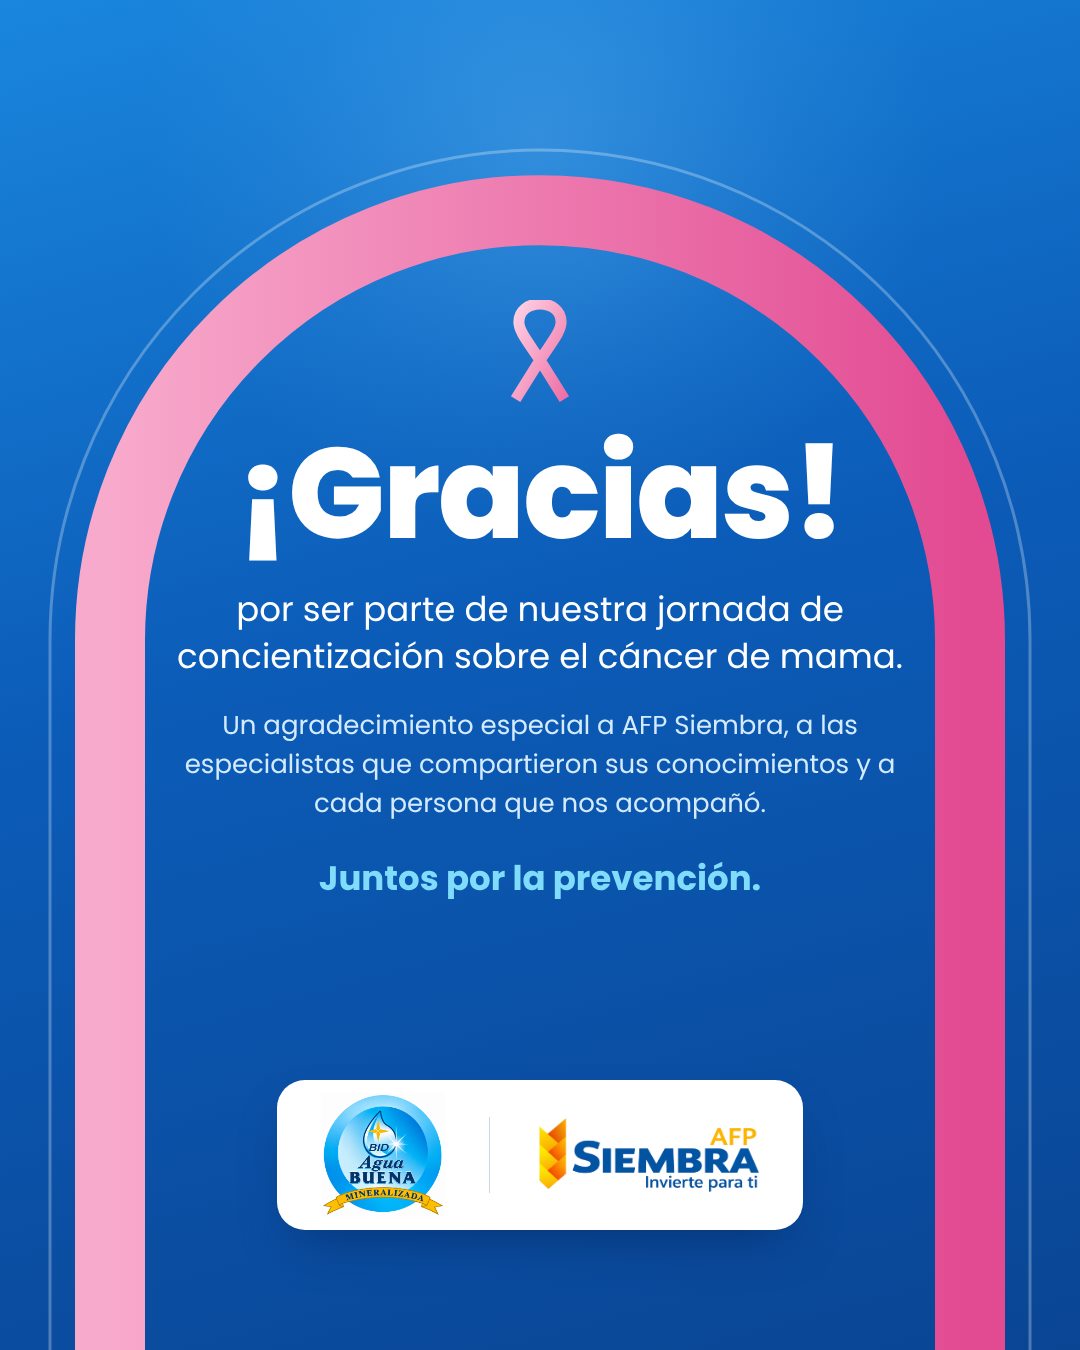 ¡Gracias!
por ser parte de nuestra jornada de
concientización sobre el cáncer de mama.
Un agradecimiento especial a AFP Siembra, a las
especialistas que compartieron sus conocimientos y a
cada persona que nos acompañó.
Juntos por la prevención.
BID
Agua
BUENA
MINERALIZADA
AFP
SIEMBRA
Invierte para ti